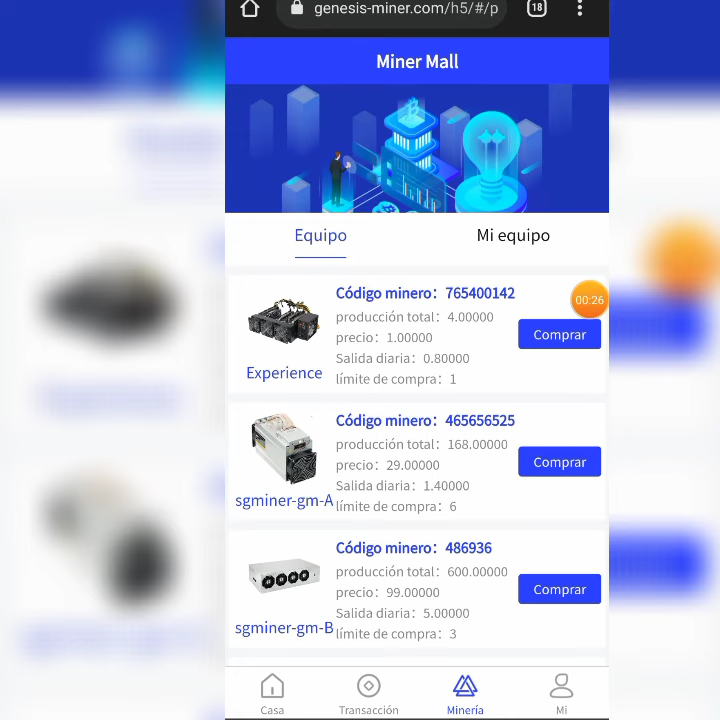 genesis-miner.com/h5/#/p
18
Miner Mall
Equipo
Mi equipo
Código minero: 765400142
00:26
producción total: 4.00000
precio: 1.00000
Comprar
Salida diaria: 0.80000
Experience
límite de compra: 1
Código minero: 465656525
producción total: 168.00000
precio: 29.00000
Comprar
Salida diaria: 1.40000
sgminer-gm-A
límite de compra: 6
Código minero: 486936
producción total: 600.00000
precio: 99.00000
Comprar
Salida diaria: 5.00000
sgminer-gm-B
límite de compra: 3
Casa
Transacción
Minería
Mi